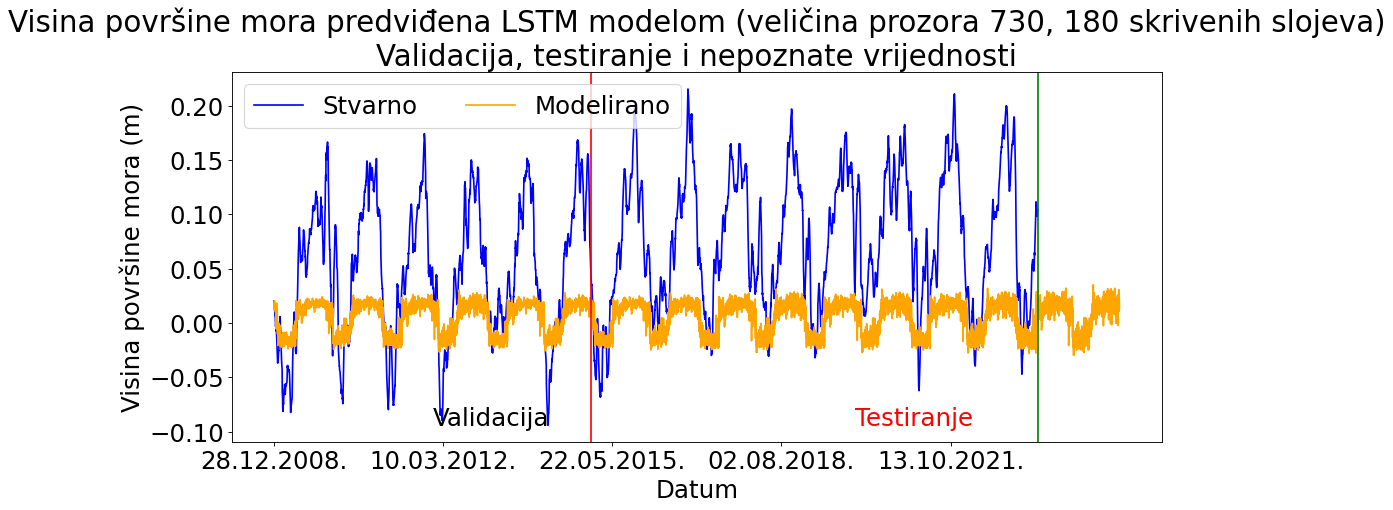 Visina površine mora predviđena LSTM modelom (veličina prozora 730, 180 skrivenih slojeva)
Validacija, testiranje i nepoznate vrijednosti
Stvarno Modelirano
Visina površine mora (m)
0.20
0.15
0.10
0.05
0.00
−0.05
−0.10
Validacija Testiranje
28.12.2008. 10.03.2012. 22.05.2015. 02.08.2018. 13.10.2021.
Datum